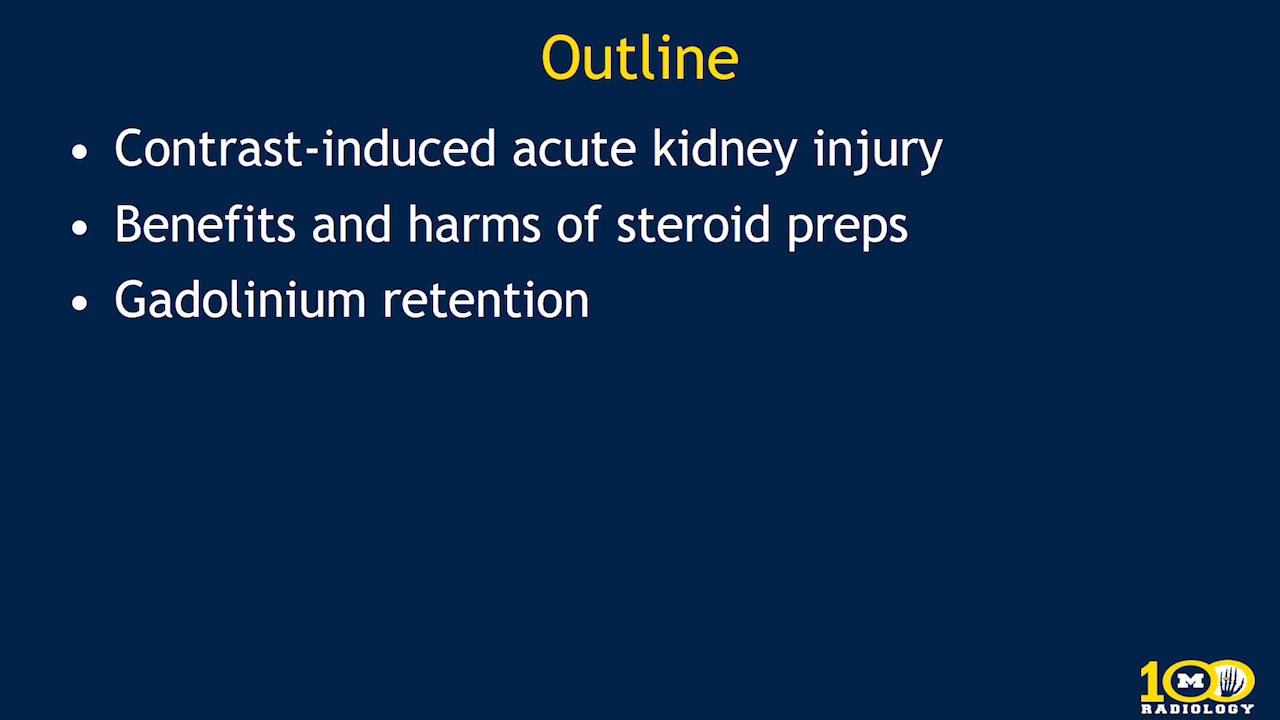 Outline
• Contrast-induced acute kidney injury
• Benefits and harms of steroid preps
• Gadolinium retention
100
M
RADIOLOGY